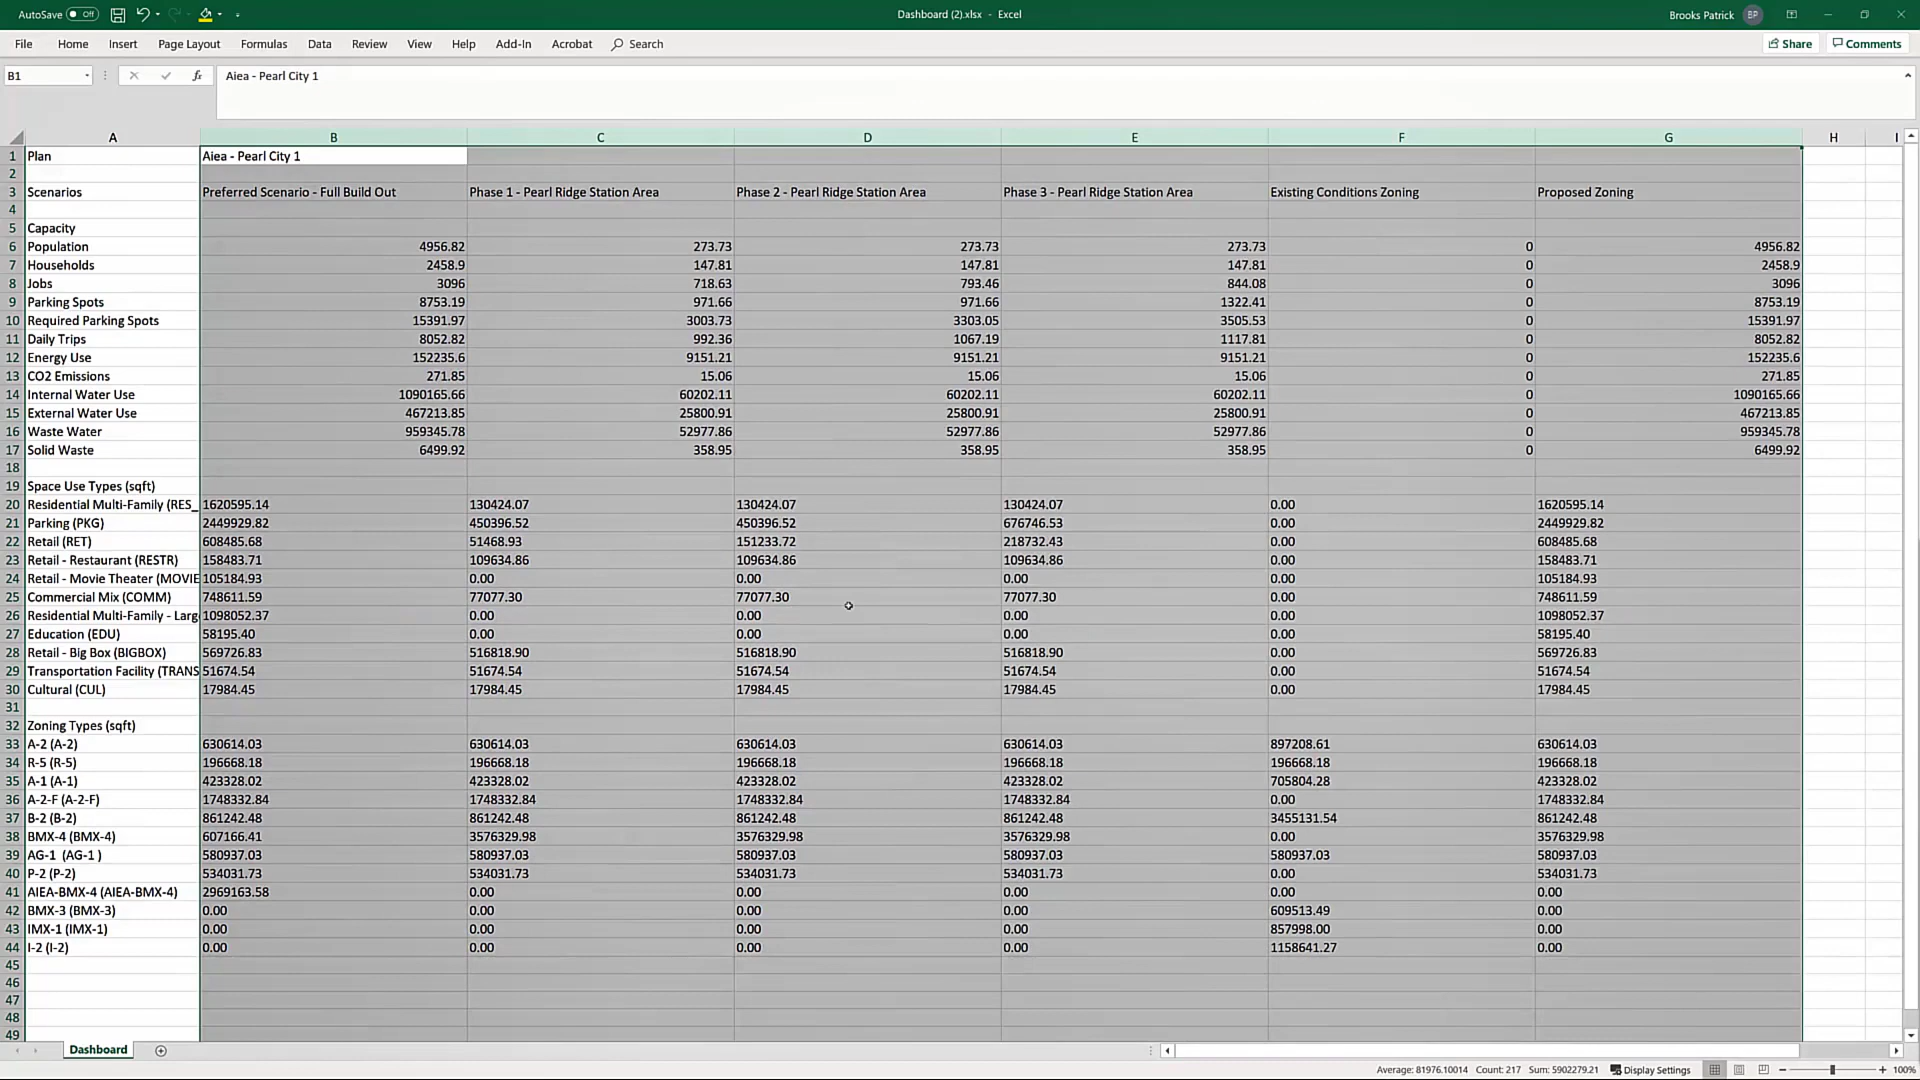 AutoSave Off Dashboard (2).xlsx - Excel Brooks Patrick BP
File Home Insert Page Layout Formulas Data Review View Help Add-In Acrobat Search Share Comments
B1 fx Aiea - Pearl City 1
A B C D E F G H I
1 Plan Aiea - Pearl City 1
2
3 Scenarios Preferred Scenario - Full Build Out Phase 1 - Pearl Ridge Station Area Phase 2 - Pearl Ridge Station Area Phase 3 - Pearl Ridge Station Area Existing Conditions Zoning Proposed Zoning
4
5 Capacity
6 Population 4956.82 273.73 273.73 273.73 0 4956.82
7 Households 2458.9 147.81 147.81 147.81 0 2458.9
8 Jobs 3096 718.63 793.46 844.08 0 3096
9 Parking Spots 8753.19 971.66 971.66 1322.41 0 8753.19
10 Required Parking Spots 15391.97 3003.73 3303.05 3505.53 0 15391.97
11 Daily Trips 8052.82 992.36 1067.19 1117.81 0 8052.82
12 Energy Use 152235.6 9151.21 9151.21 9151.21 0 152235.6
13 CO2 Emissions 271.85 15.06 15.06 15.06 0 271.85
14 Internal Water Use 1090165.66 60202.11 60202.11 60202.11 0 1090165.66
15 External Water Use 467213.85 25800.91 25800.91 25800.91 0 467213.85
16 Waste Water 959345.78 52977.86 52977.86 52977.86 0 959345.78
17 Solid Waste 6499.92 358.95 358.95 358.95 0 6499.92
18
19 Space Use Types (sqft)
20 Residential Multi-Family (RES_ 1620595.14 130424.07 130424.07 130424.07 0.00 1620595.14
21 Parking (PKG) 2449929.82 450396.52 450396.52 676746.53 0.00 2449929.82
22 Retail (RET) 608485.68 51468.93 151233.72 218732.43 0.00 608485.68
23 Retail - Restaurant (RESTR) 158483.71 109634.86 109634.86 109634.86 0.00 158483.71
24 Retail - Movie Theater (MOVIE 105184.93 0.00 0.00 0.00 0.00 105184.93
25 Commercial Mix (COMM) 748611.59 77077.30 77077.30 77077.30 0.00 748611.59
26 Residential Multi-Family - Larg 1098052.37 0.00 0.00 0.00 0.00 1098052.37
27 Education (EDU) 58195.40 0.00 0.00 0.00 0.00 58195.40
28 Retail - Big Box (BIGBOX) 569726.83 516818.90 516818.90 516818.90 0.00 569726.83
29 Transportation Facility (TRANS 51674.54 51674.54 51674.54 51674.54 0.00 51674.54
30 Cultural (CUL) 17984.45 17984.45 17984.45 17984.45 0.00 17984.45
31
32 Zoning Types (sqft)
33 A-2 (A-2) 630614.03 630614.03 630614.03 630614.03 897208.61 630614.03
34 R-5 (R-5) 196668.18 196668.18 196668.18 196668.18 196668.18 196668.18
35 A-1 (A-1) 423328.02 423328.02 423328.02 423328.02 705804.28 423328.02
36 A-2-F (A-2-F) 1748332.84 1748332.84 1748332.84 1748332.84 0.00 1748332.84
37 B-2 (B-2) 861242.48 861242.48 861242.48 861242.48 3455131.54 861242.48
38 BMX-4 (BMX-4) 607166.41 3576329.98 3576329.98 3576329.98 0.00 3576329.98
39 AG-1 (AG-1 ) 580937.03 580937.03 580937.03 580937.03 580937.03 580937.03
40 P-2 (P-2) 534031.73 534031.73 534031.73 534031.73 0.00 534031.73
41 AIEA-BMX-4 (AIEA-BMX-4) 2969163.58 0.00 0.00 0.00 0.00 0.00
42 BMX-3 (BMX-3) 0.00 0.00 0.00 0.00 609513.49 0.00
43 IMX-1 (IMX-1) 0.00 0.00 0.00 0.00 857998.00 0.00
44 I-2 (I-2) 0.00 0.00 0.00 0.00 1158641.27 0.00
45
46
47
48
49
Dashboard
Average: 81976.10014 Count: 217 Sum: 5902279.21 Display Settings 100%